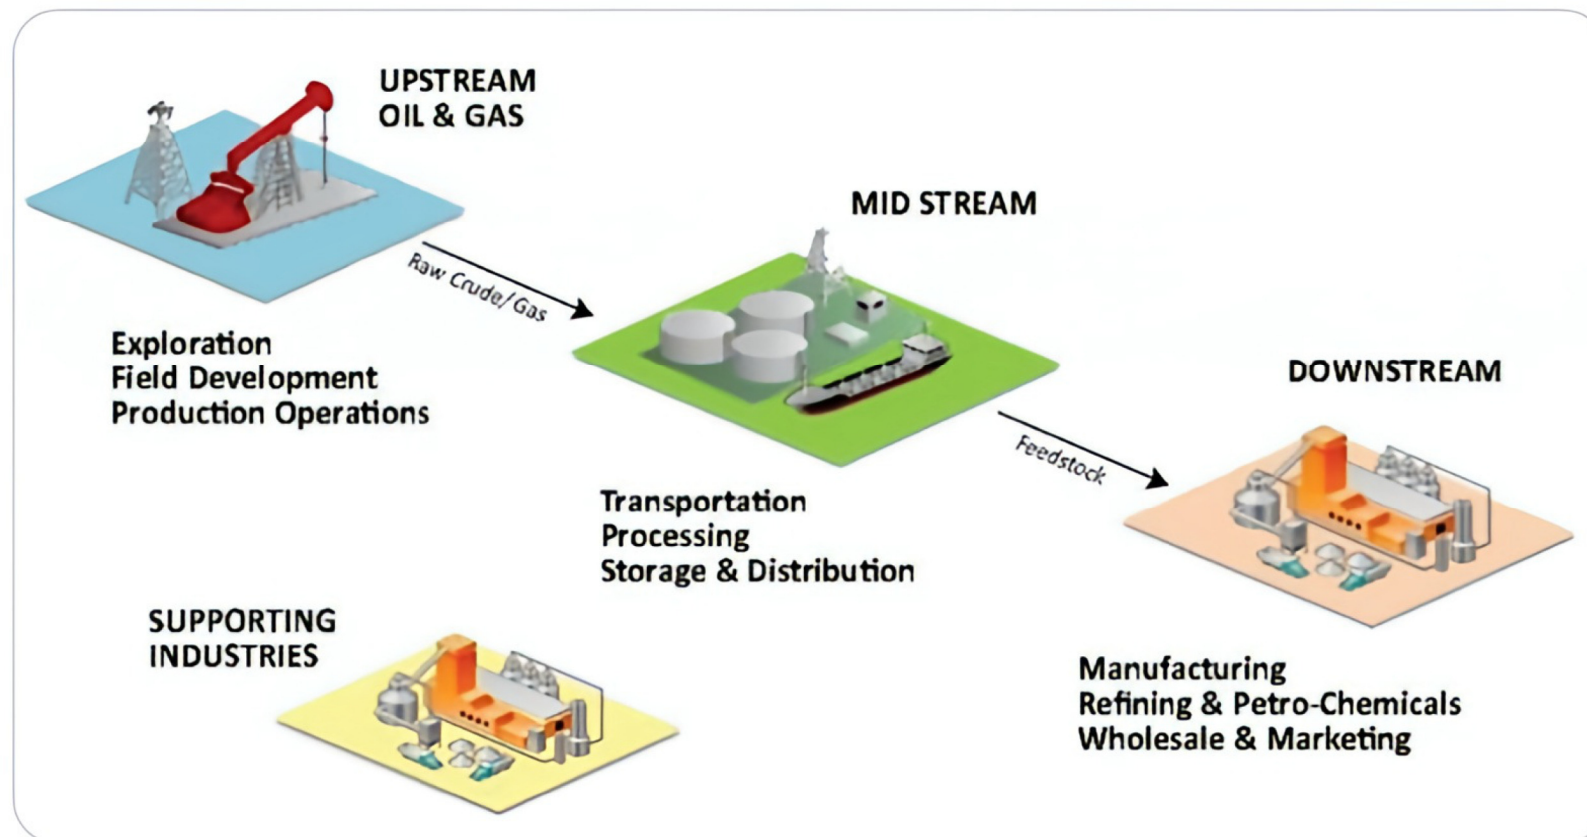 UPSTREAM
OIL & GAS
Raw Crude/Gas
Exploration
Field Development
Production Operations
MID STREAM
Feedstock
Transportation
Processing
Storage & Distribution
DOWNSTREAM
Manufacturing
Refining & Petro-Chemicals
Wholesale & Marketing
SUPPORTING
INDUSTRIES